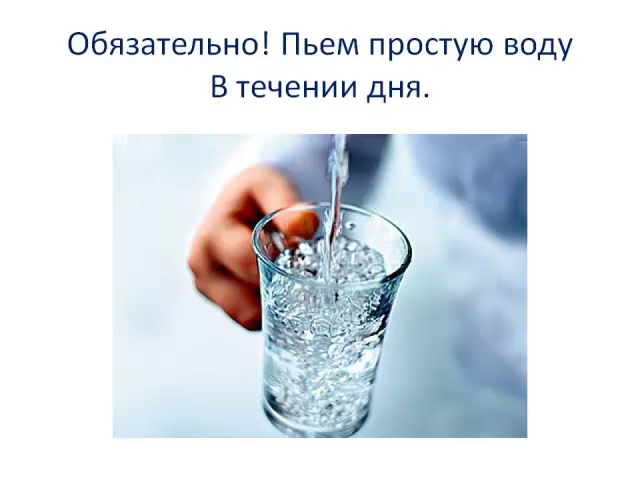 Обязательно! Пьем простую воду
В течении дня.